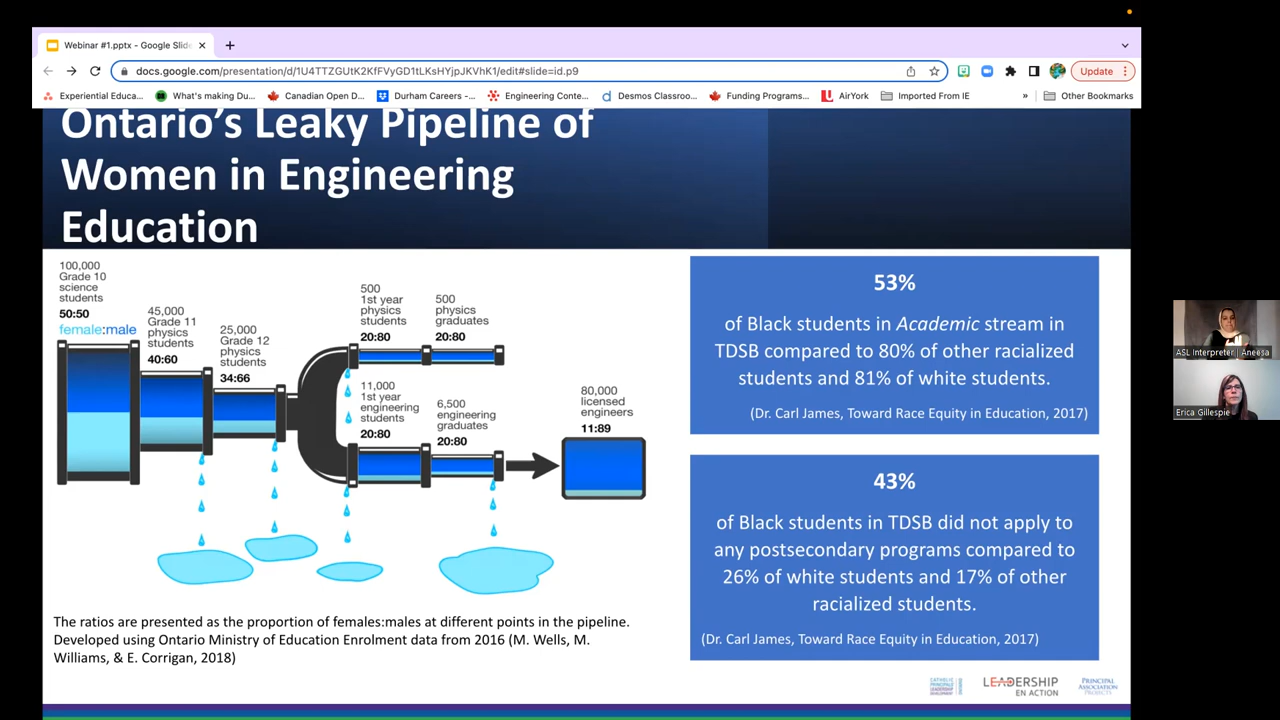 Webinar #1.pptx - Google Slide
docs.google.com/presentation/d/1U4TTZGUtK2KfFVyGD1tLKsHYjpJKVhK1/edit#slide=id.p9
Update
Experiential Educa...
What's making Du...
Canadian Open D...
Durham Careers -...
Engineering Conte...
Desmos Classroo...
Funding Programs...
AirYork
Imported From IE
»
Other Bookmarks
Ontario's Leaky Pipeline of
Women in Engineering
Education
100,000
Grade 10
science
students
50:50
female:male
45,000
Grade 11
physics
students
40:60
25,000
Grade 12
physics
students
34:66
500
1st year
physics
students
20:80
500
physics
graduates
20:80
11,000
1st year
engineering
students
20:80
6,500
engineering
graduates
20:80
80,000
licensed
engineers
11:89
The ratios are presented as the proportion of females:males at different points in the pipeline.
Developed using Ontario Ministry of Education Enrolment data from 2016 (M. Wells, M.
Williams, & E. Corrigan, 2018)
53%
of Black students in Academic stream in
TDSB compared to 80% of other racialized
students and 81% of white students.
(Dr. Carl James, Toward Race Equity in Education, 2017)
43%
of Black students in TDSB did not apply to
any postsecondary programs compared to
26% of white students and 17% of other
racialized students.
(Dr. Carl James, Toward Race Equity in Education, 2017)
CATHOLIC
PRINCIPALS
LEADERSHIP
DEVELOPMENT
ONTARIO
LEADERSHIP
EN ACTION
PRINCIPAL
ASSOCIATION
PROJECTS
ASL Interpreter | Aneesa
Erica Gillespie